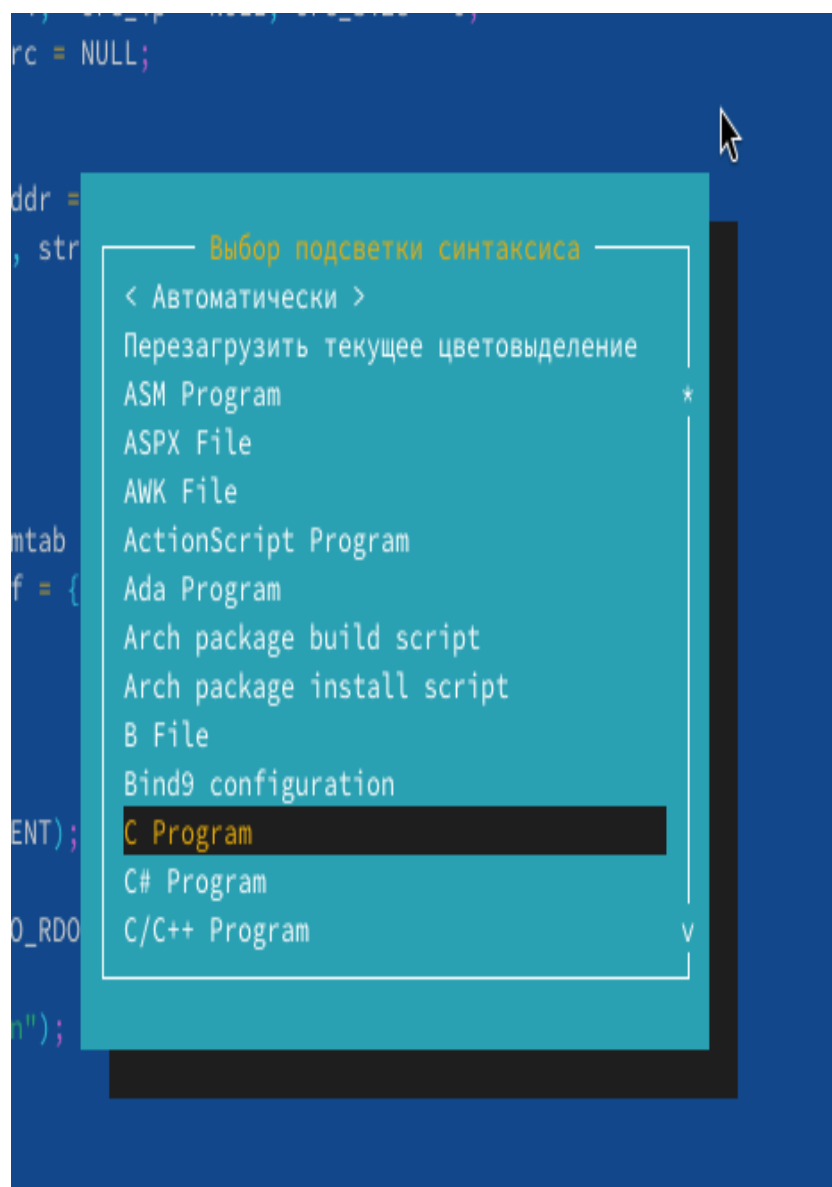 rc = NULL;
ddr =
, str
Выбор подсветки синтаксиса
< Автоматически >
Перезагрузить текущее цветовыделение
ASM Program
*
ASPX File
AWK File
mtab
ActionScript Program
f = {
Ada Program
Arch package build script
Arch package install script
B File
Bind9 configuration
ENT);
C Program
C# Program
O_RDO
C/C++ Program
v
n");